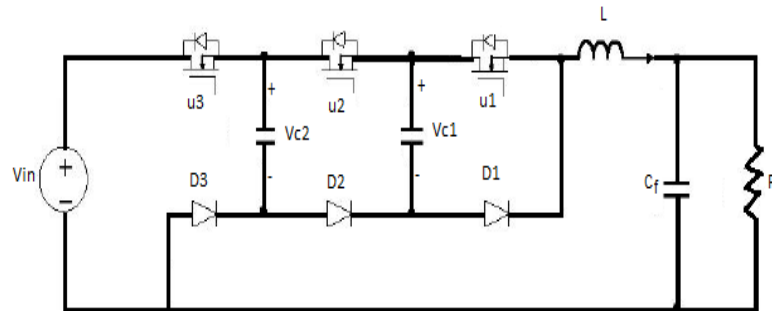 L
u3
u2
u1
+
+
Vc2
Vc1
Vin
+
-
-
D3
D2
D1
Cf
R